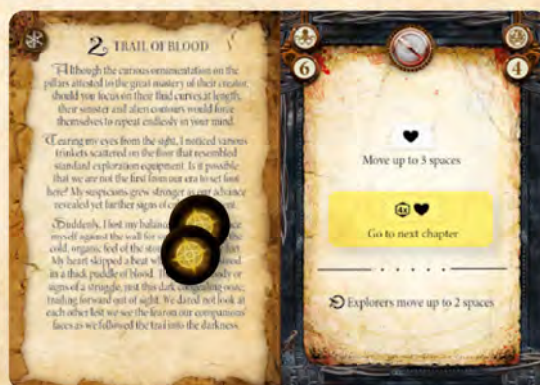 2. TRAIL OF BLOOD
Although the curious ornamentation on the
pillars attested to the great mastery of their creator,
should you focus on their fluid curves at length,
their sinister and alien contours would force
themselves to repeat endlessly in your mind.
Tearing my eyes from the sight, I noticed various
trinkets scattered on the floor that resembled
standard exploration equipment. Is it possible
that we are not the first from our era to set foot
here? My suspicions grew stronger as our advance
revealed yet further signs of
Suddenly, I lost my balance
myself against the wall for
cold, organic feel of the
My heart skipped a beat
in a thick puddle of blood.
signs of a struggle, just this dark congealing ooze,
trailing forward out of sight. We dared not look at
each other lest we see the fear on our companions'
faces as we followed the trail into the darkness.
6
4
Move up to 3 spaces
4x
Go to next chapter
Explorers move up to 2 spaces